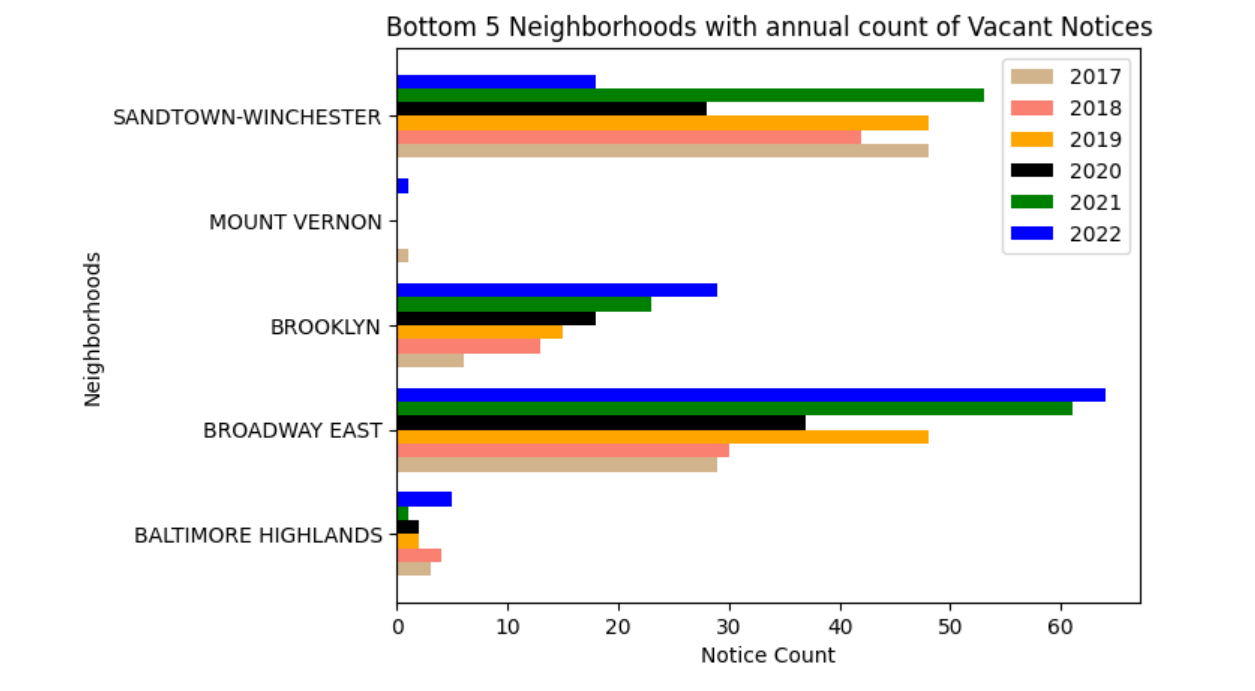 Bottom 5 Neighborhoods with annual count of Vacant Notices
2017
2018
2019
2020
2021
2022
Neighborhoods
SANDTOWN-WINCHESTER
MOUNT VERNON
BROOKLYN
BROADWAY EAST
BALTIMORE HIGHLANDS
0 10 20 30 40 50 60
Notice Count